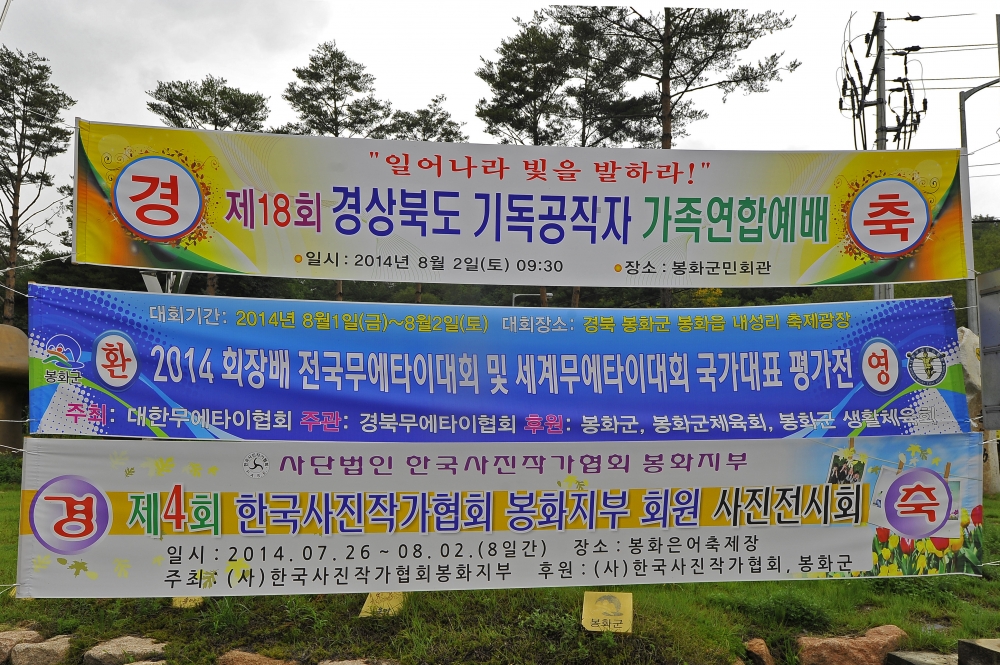 "일어나라 빛을 발하라!"
경 제18회 경상북도 기독공직자 가족연합예배 축
일시 : 2014년 8월 2일(토) 09:30 장소 : 봉화군민회관
대회기간: 2014년 8월1일(금)~8월2일(토) 대회장소: 경북 봉화군 봉화읍 내성리 축제광장
봉화군 환 2014 회장배 전국무에타이대회 및 세계무에타이대회 국가대표 평가전 영
주최: 대한무에타이협회 주관: 경북무에타이협회 후원: 봉화군, 봉화군체육회, 봉화군 생활체육회
사단법인 한국사진작가협회 봉화지부
경 제4회 한국사진작가협회 봉화지부 회원 사진전시회 축
일시 : 2014. 07. 26 ~ 08. 02.(8일간) 장소 : 봉화은어축제장
주최 : (사)한국사진작가협회봉화지부 후원 : (사)한국사진작가협회, 봉화군
봉화군